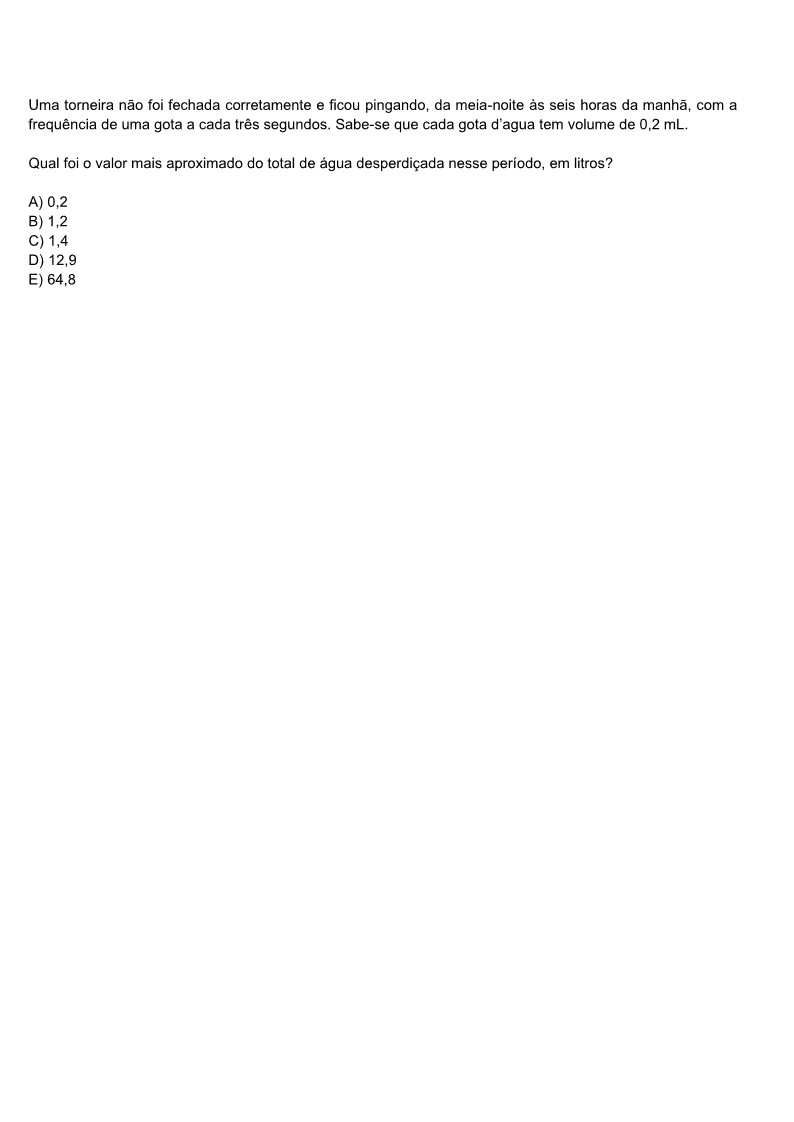 Uma torneira não foi fechada corretamente e ficou pingando, da meia-noite às seis horas da manhã, com a
frequência de uma gota a cada três segundos. Sabe-se que cada gota d’agua tem volume de 0,2 mL.
Qual foi o valor mais aproximado do total de água desperdiçada nesse período, em litros?
A) 0,2
B) 1,2
C) 1,4
D) 12,9
E) 64,8